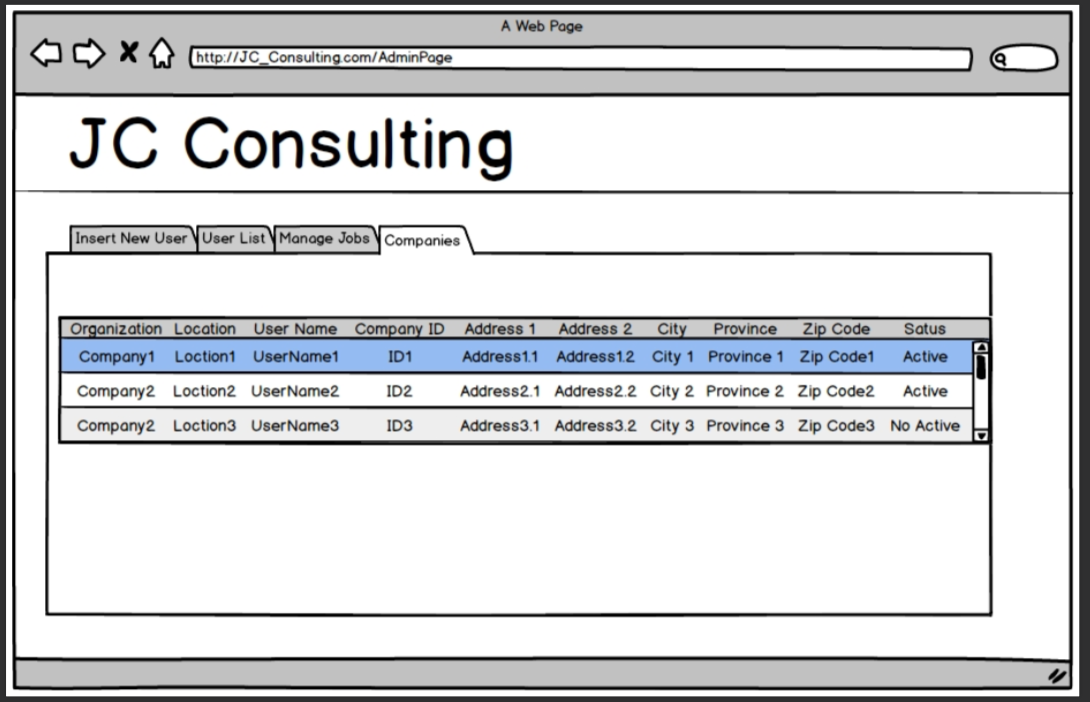 A Web Page
http://JC_Consulting.com/AdminPage
JC Consulting
Insert New User User List Manage Jobs Companies
Organization Location User Name Company ID Address 1 Address 2 City Province Zip Code Satus
Company1 Loction1 UserName1 ID1 Address1.1 Address1.2 City 1 Province 1 Zip Code1 Active
Company2 Loction2 UserName2 ID2 Address2.1 Address2.2 City 2 Province 2 Zip Code2 Active
Company2 Loction3 UserName3 ID3 Address3.1 Address3.2 City 3 Province 3 Zip Code3 No Active